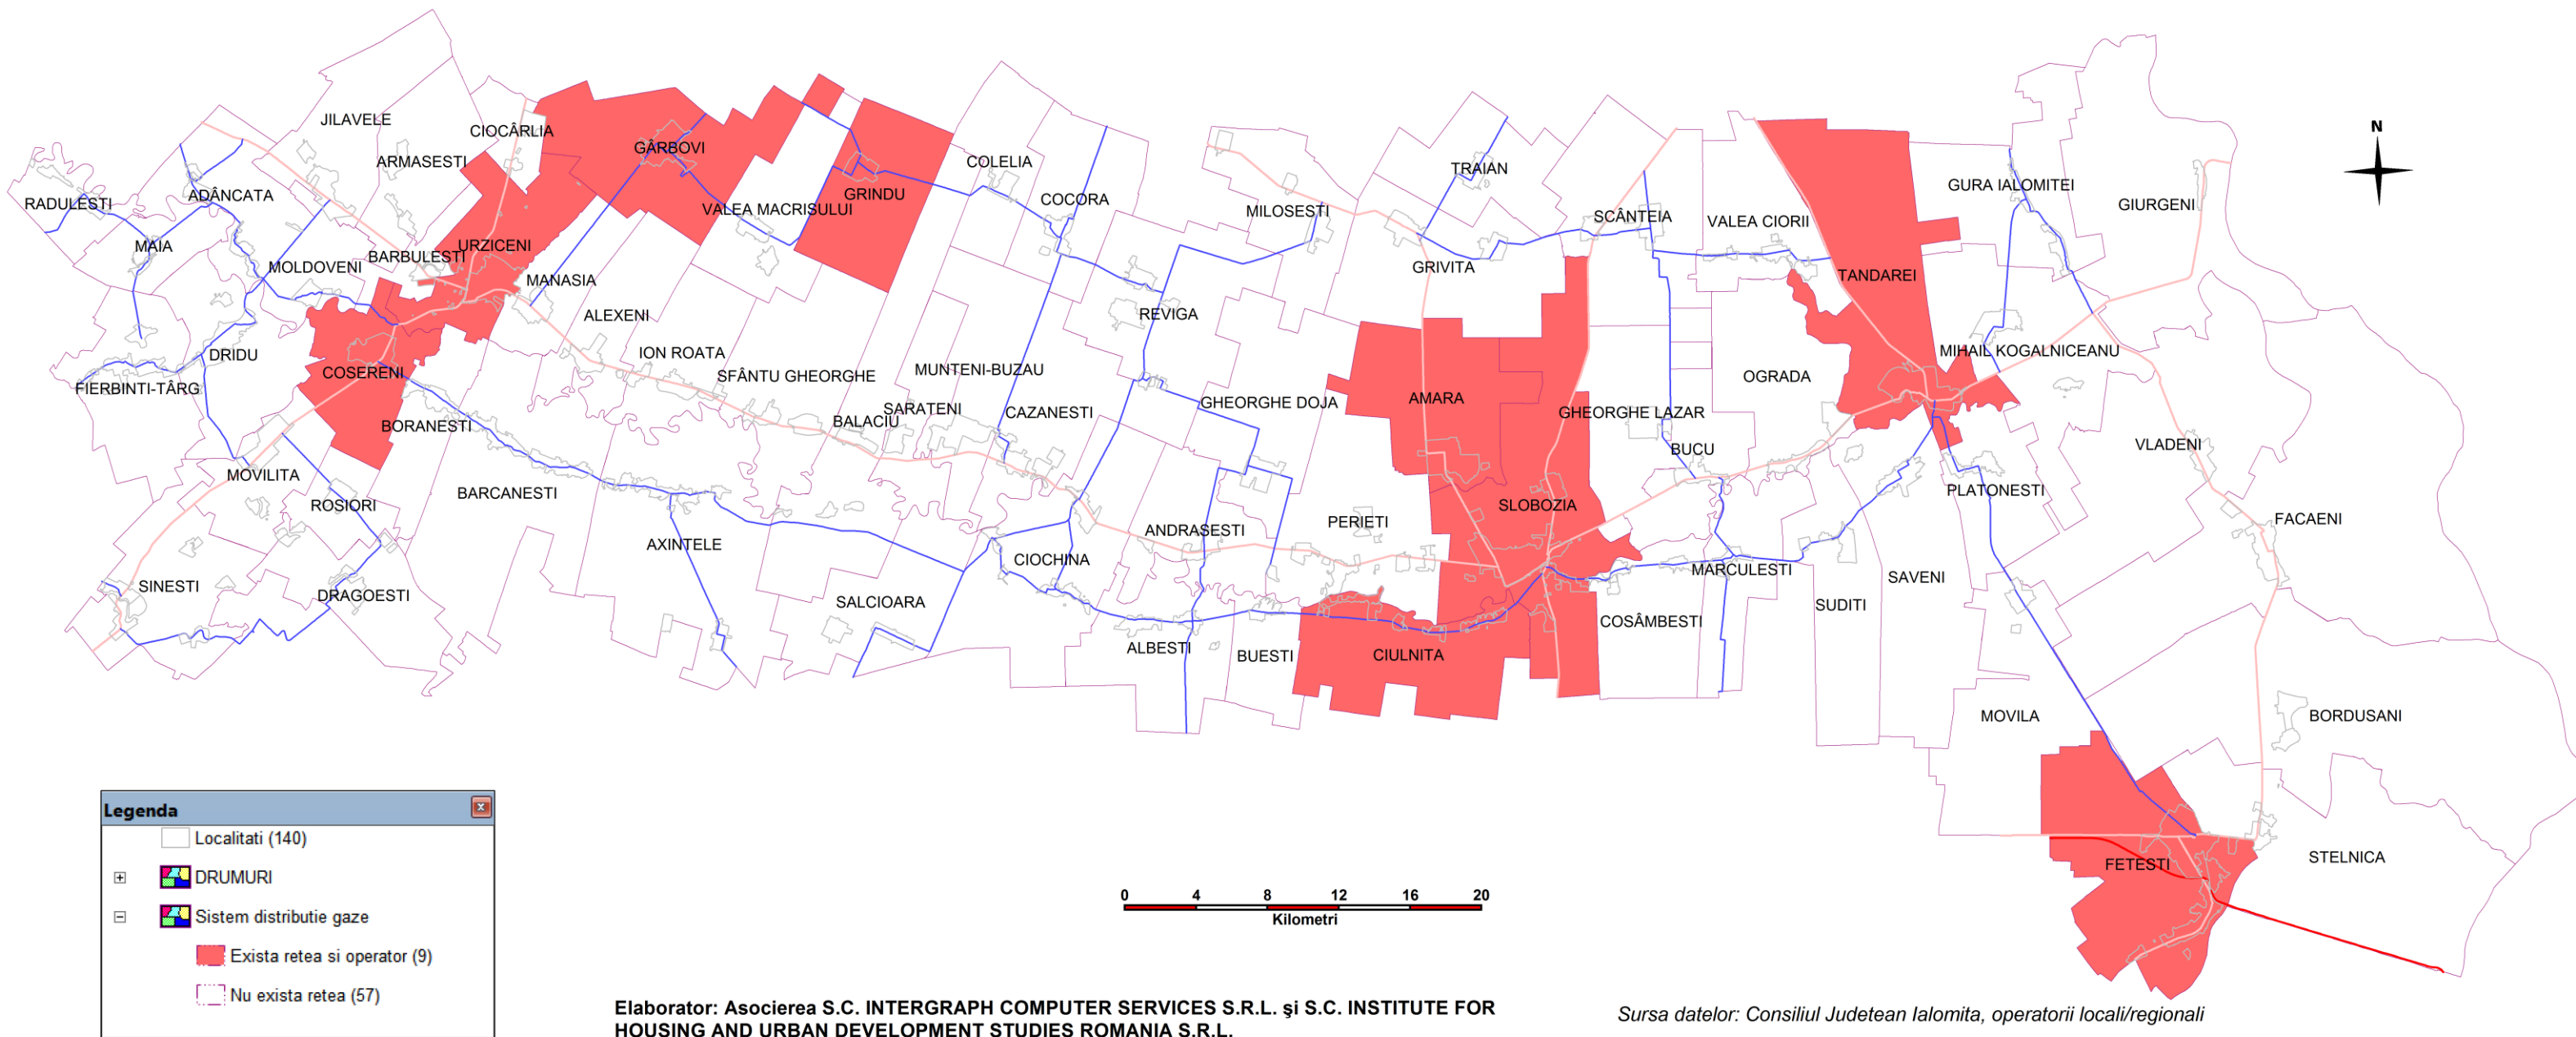 N
JILAVELE
CIOCÂRLIA
ARMASESTI
GÂRBOVI
COLELIA
TRAIAN
GURA IALOMITEI
RADULESTI
ADÂNCATA
VALEA MACRISULUI
GRINDU
COCORA
MILOSESTI
SCÂNTEIA
VALEA CIORII
GIURGENI
MAIA
MOLDOVENI
BARBULESTI
URZICENI
MANASIA
GRIVITA
TANDAREI
ALEXENI
REVIGA
DRIDU
ION ROATA
MIHAIL KOGALNICEANU
FIERBINTI-TÂRG
COSERENI
SFÂNTU GHEORGHE
MUNTENI-BUZAU
OGRADA
BORANESTI
BALACIU
SARATENI
CAZANESTI
GHEORGHE DOJA
AMARA
GHEORGHE LAZAR
BUCU
VLADENI
MOVILITA
ROSIORI
BARCANESTI
SLOBOZIA
PLATONESTI
AXINTELE
ANDRASESTI
PERIETI
FACAENI
SINESTI
DRAGOESTI
SALCIOARA
CIOCHINA
MARCULESTI
SUDITI
SAVENI
ALBESTI
BUESTI
CIULNITA
COSÂMBESTI
MOVILA
BORDUSANI
FETESTI
STELNICA
Legenda
Localitati (140)
DRUMURI
Sistem distributie gaze
Exista retea si operator (9)
Nu exista retea (57)
0 4 8 12 16 20
Kilometri
Elaborator: Asocierea S.C. INTERGRAPH COMPUTER SERVICES S.R.L. şi S.C. INSTITUTE FOR
HOUSING AND URBAN DEVELOPMENT STUDIES ROMANIA S.R.L.
Sursa datelor: Consiliul Judetean Ialomita, operatorii locali/regionali